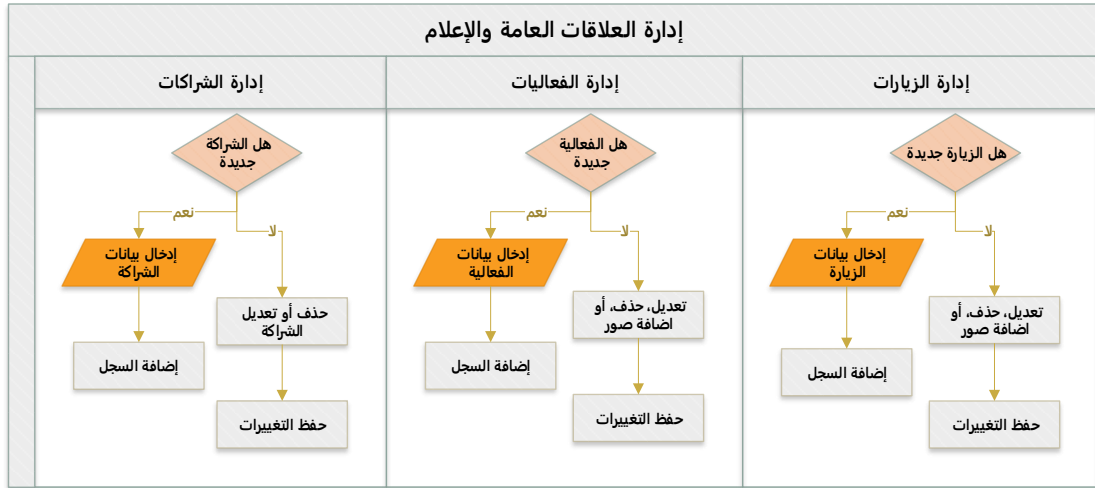 إدارة العلاقات العامة والإعلام
إدارة الزيارات
هل الزيارة جديدة
نعم
لا
إدخال بيانات
الزيارة
تعديل، حذف، أو
اضافة صور
إضافة السجل
حفظ التغييرات
إدارة الفعاليات
هل الفعالية
جديدة
نعم
لا
إدخال بيانات
الفعالية
تعديل، حذف، أو
اضافة صور
إضافة السجل
حفظ التغييرات
إدارة الشراكات
هل الشراكة
جديدة
نعم
لا
إدخال بيانات
الشراكة
حذف أو تعديل
الشراكة
إضافة السجل
حفظ التغييرات